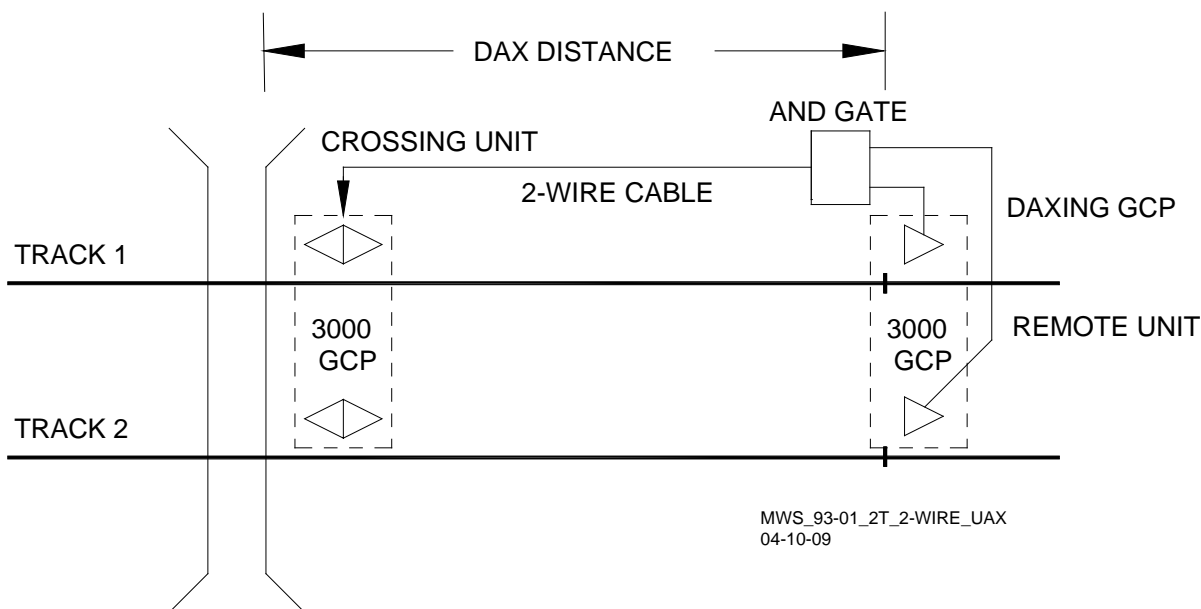 DAX DISTANCE
AND GATE
CROSSING UNIT
2-WIRE CABLE
DAXING GCP
TRACK 1
3000
GCP
3000
GCP
REMOTE UNIT
TRACK 2
MWS_93-01_2T_2-WIRE_UAX
04-10-09